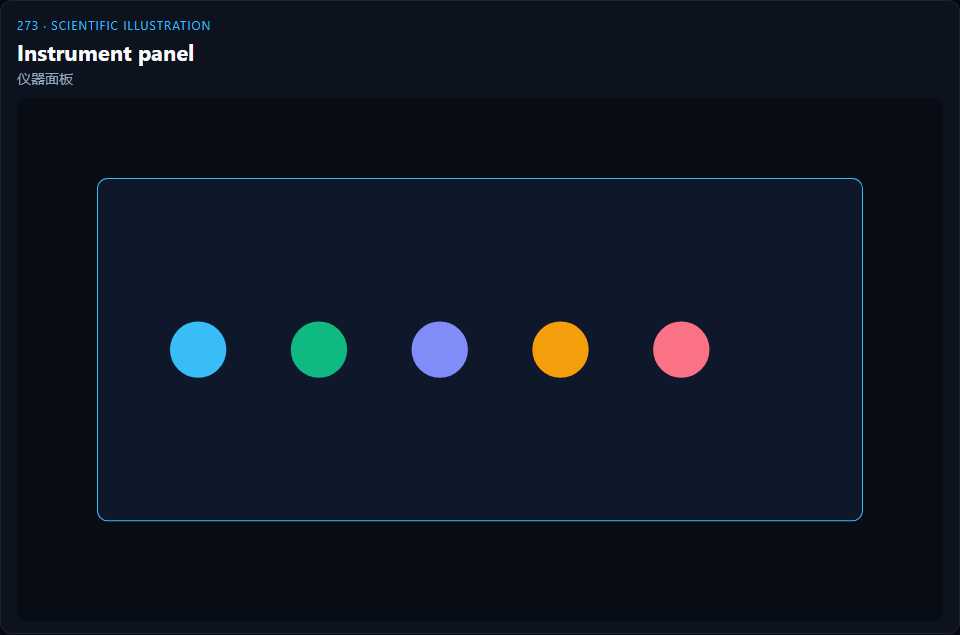 273 · SCIENTIFIC ILLUSTRATION
Instrument panel
仪器面板